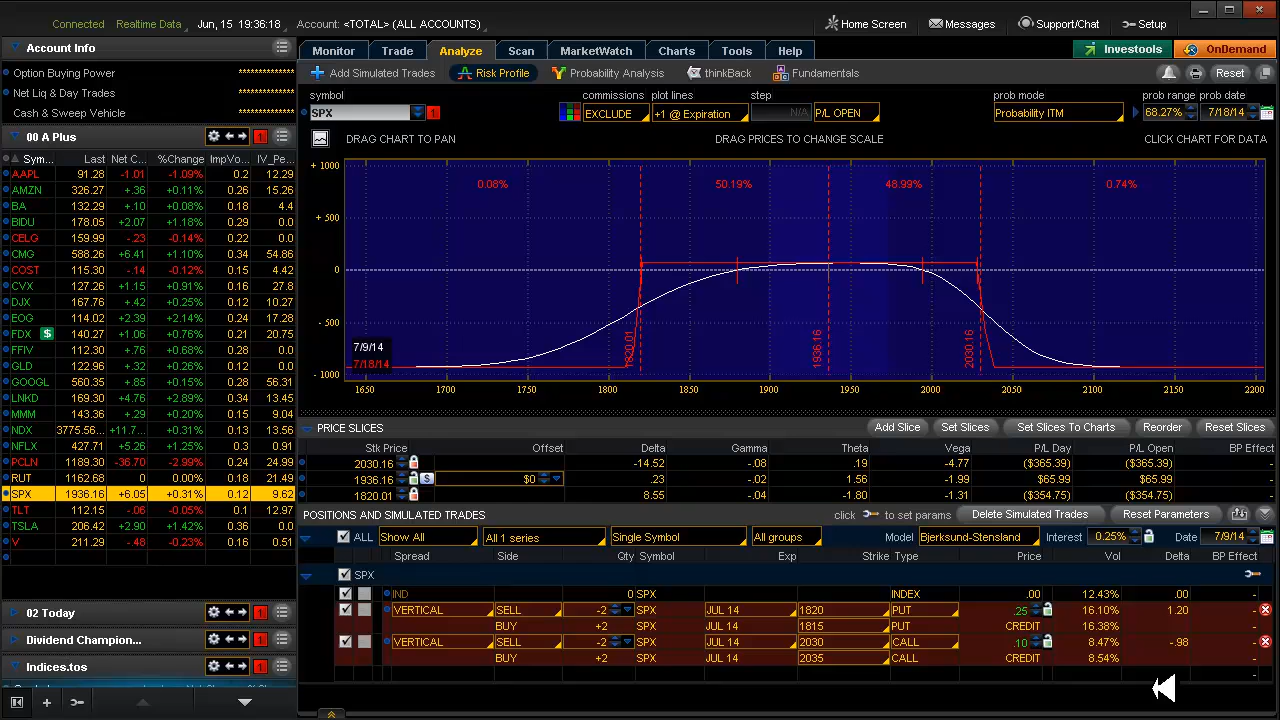 Connected Realtime Data Jun, 15 19:36:18 Account: <TOTAL> (ALL ACCOUNTS) Home Screen Messages Support/Chat Setup
Account Info
Option Buying Power **************
Net Liq & Day Trades **************
Cash & Sweep Vehicle **************
00 A Plus 1
Sym... Last Net C... %Change ImpVo... IV_Pe...
AAPL 91.28 -1.01 -1.09% 0.2 12.29
AMZN 326.27 +.36 +0.11% 0.26 15.26
BA 132.29 +.10 +0.08% 0.18 4.4
BIDU 178.05 +2.07 +1.18% 0.29 0.0
CELG 159.99 -.23 -0.14% 0.22 0.0
CMG 588.26 +6.41 +1.10% 0.34 54.86
COST 115.30 -.14 -0.12% 0.15 4.42
CVX 127.26 +1.15 +0.91% 0.16 27.8
DJX 167.76 +.42 +0.25% 0.12 10.27
EOG 114.02 +2.39 +2.14% 0.24 17.28
FDX $ 140.27 +1.06 +0.76% 0.21 20.75
FFIV 112.30 +.76 +0.68% 0.28 0.0
GLD 122.96 +.32 +0.26% 0.12 0.0
GOOGL 560.35 +.85 +0.15% 0.28 56.31
LNKD 169.30 +4.76 +2.89% 0.34 13.45
MMM 143.36 +.29 +0.20% 0.15 9.04
NDX 3775.56... +11.7... +0.31% 0.13 13.56
NFLX 427.71 +5.26 +1.25% 0.3 0.91
PCLN 1189.30 -36.70 -2.99% 0.24 24.99
RUT 1162.68 0 0.00% 0.18 21.49
SPX 1936.16 +6.05 +0.31% 0.12 9.62
TLT 112.15 -.06 -0.05% 0.1 12.97
TSLA 206.42 +2.90 +1.42% 0.36 0.0
V 211.29 -.48 -0.23% 0.16 0.51
02 Today 1
Dividend Champion... 1
Indices.tos 1
Monitor Trade Analyze Scan MarketWatch Charts Tools Help Investools OnDemand
Add Simulated Trades Risk Profile Probability Analysis thinkBack Fundamentals Reset
symbol commissions plot lines step prob mode prob range prob date
SPX 1 EXCLUDE +1 @ Expiration N/A P/L OPEN Probability ITM 68.27% 7/18/14
DRAG CHART TO PAN DRAG PRICES TO CHANGE SCALE CLICK CHART FOR DATA
+ 1000
+ 500
0
- 500
- 1000
0.08% 50.19% 48.99% 0.74%
1820.01 1936.16 2030.16
7/9/14
7/18/14
1650 1700 1750 1800 1850 1900 1950 2000 2050 2100 2150 2200
PRICE SLICES Add Slice Set Slices Set Slices To Charts Reorder Reset Slices
Stk Price Offset Delta Gamma Theta Vega P/L Day P/L Open BP Effect
2030.16 -14.52 -.08 .19 -4.77 ($365.39) ($365.39) -
1936.16 S $0 .23 -.02 1.56 -1.99 $65.99 $65.99 -
1820.01 8.55 -.04 -1.80 -1.31 ($354.75) ($354.75) -
POSITIONS AND SIMULATED TRADES click to set params Delete Simulated Trades Reset Parameters
ALL Show All All 1 series Single Symbol All groups Model Bjerksund-Stensland Interest 0.25% Date 7/9/14
Spread Side Qty Symbol Exp Strike Type Price Vol Delta BP Effect
SPX -
IND 0 SPX INDEX .00 12.43% .00 -
VERTICAL SELL -2 SPX JUL 14 1820 PUT .25 16.10% 1.20
BUY +2 SPX JUL 14 1815 PUT CREDIT 16.38% -
VERTICAL SELL -2 SPX JUL 14 2030 CALL .10 8.47% -.98
BUY +2 SPX JUL 14 2035 CALL CREDIT 8.54% -
-